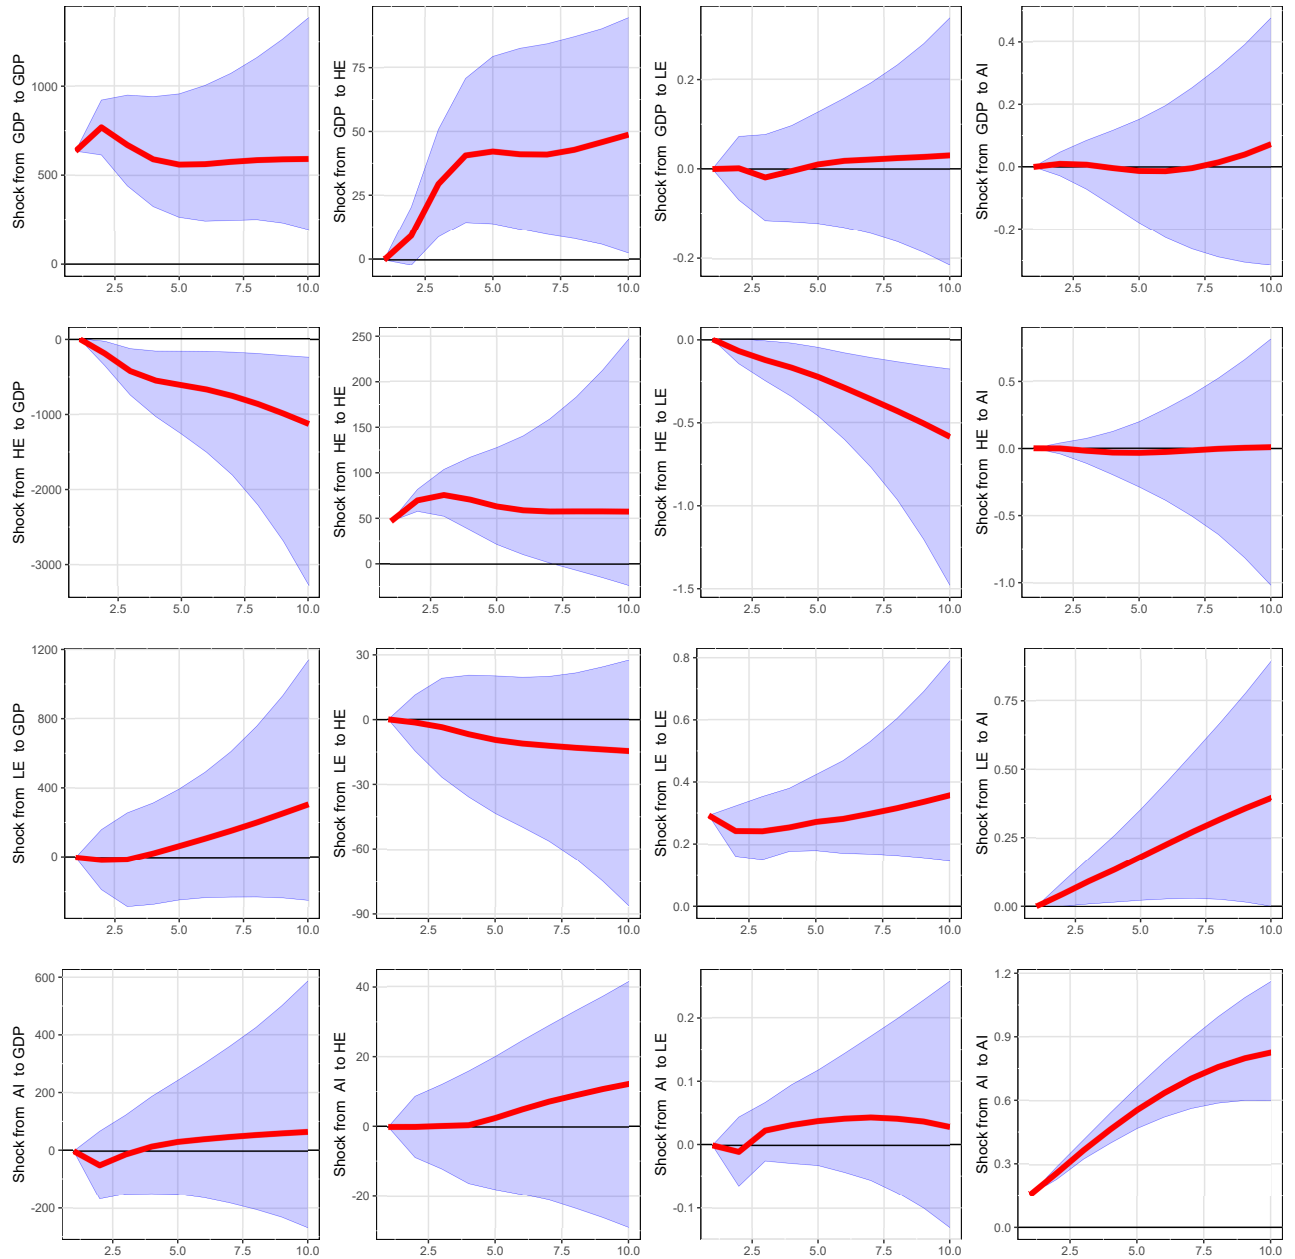 Shock from GDP to GDP
1000
500
0
2.5 5.0 7.5 10.0
Shock from GDP to HE
75
50
25
0
2.5 5.0 7.5 10.0
Shock from GDP to LE
0.2
0.0
-0.2
2.5 5.0 7.5 10.0
Shock from GDP to AI
0.4
0.2
0.0
-0.2
2.5 5.0 7.5 10.0
Shock from HE to GDP
0
-1000
-2000
-3000
2.5 5.0 7.5 10.0
Shock from HE to HE
250
200
150
100
50
0
2.5 5.0 7.5 10.0
Shock from HE to LE
0.0
-0.5
-1.0
-1.5
2.5 5.0 7.5 10.0
Shock from HE to AI
0.5
0.0
-0.5
-1.0
2.5 5.0 7.5 10.0
Shock from LE to GDP
1200
800
400
0
2.5 5.0 7.5 10.0
Shock from LE to HE
30
0
-30
-60
-90
2.5 5.0 7.5 10.0
Shock from LE to LE
0.8
0.6
0.4
0.2
0.0
2.5 5.0 7.5 10.0
Shock from LE to AI
0.75
0.50
0.25
0.00
2.5 5.0 7.5 10.0
Shock from AI to GDP
600
400
200
0
-200
2.5 5.0 7.5 10.0
Shock from AI to HE
40
20
0
-20
2.5 5.0 7.5 10.0
Shock from AI to LE
0.2
0.1
0.0
-0.1
2.5 5.0 7.5 10.0
Shock from AI to AI
1.2
0.9
0.6
0.3
0.0
2.5 5.0 7.5 10.0